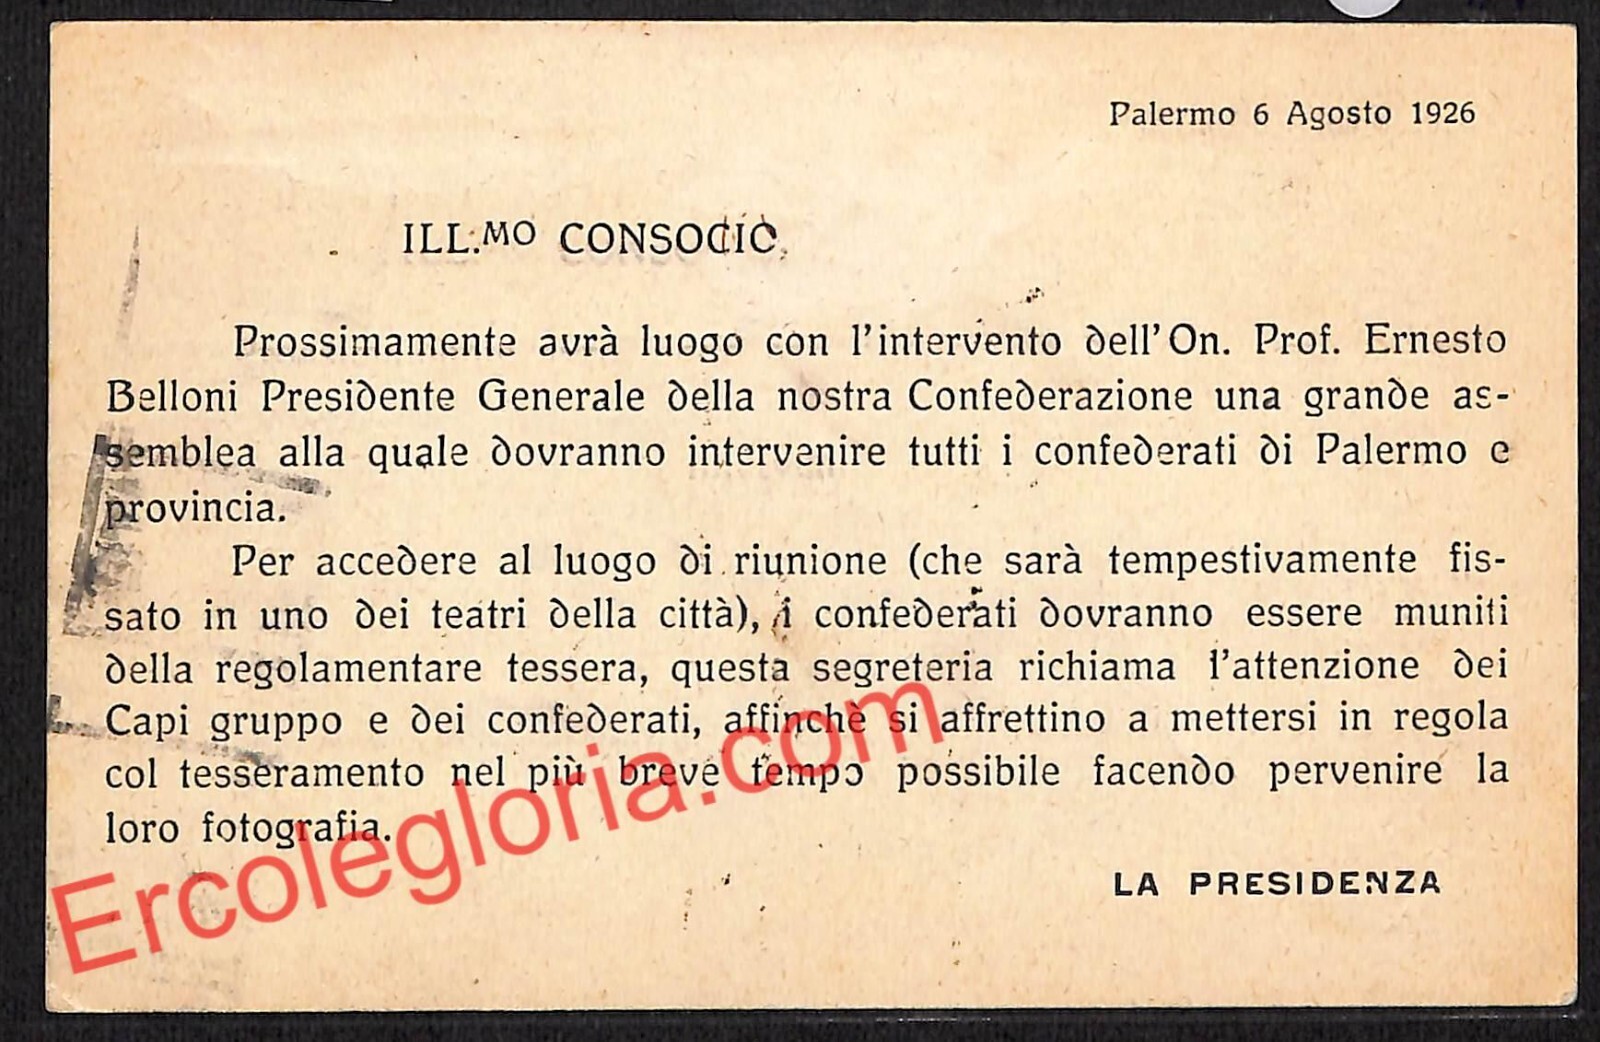 Palermo 6 Agosto 1926
ILL.MO CONSOCIO,
Prossimamente avrà luogo con l'intervento dell'On. Prof. Ernesto
Belloni Presidente Generale della nostra Confederazione una grande as-
semblea alla quale dovranno intervenire tutti i confederati di Palermo e
provincia.
Per accedere al luogo di riunione (che sarà tempestivamente fis-
sato in uno dei teatri della città), i confederati dovranno essere muniti
della regolamentare tessera, questa segreteria richiama l'attenzione dei
Capi gruppo e dei confederati, affinchè si affrettino a mettersi in regola
col tesseramento nel più breve tempo possibile facendo pervenire la
loro fotografia.
LA PRESIDENZA
Ercolegloria.com